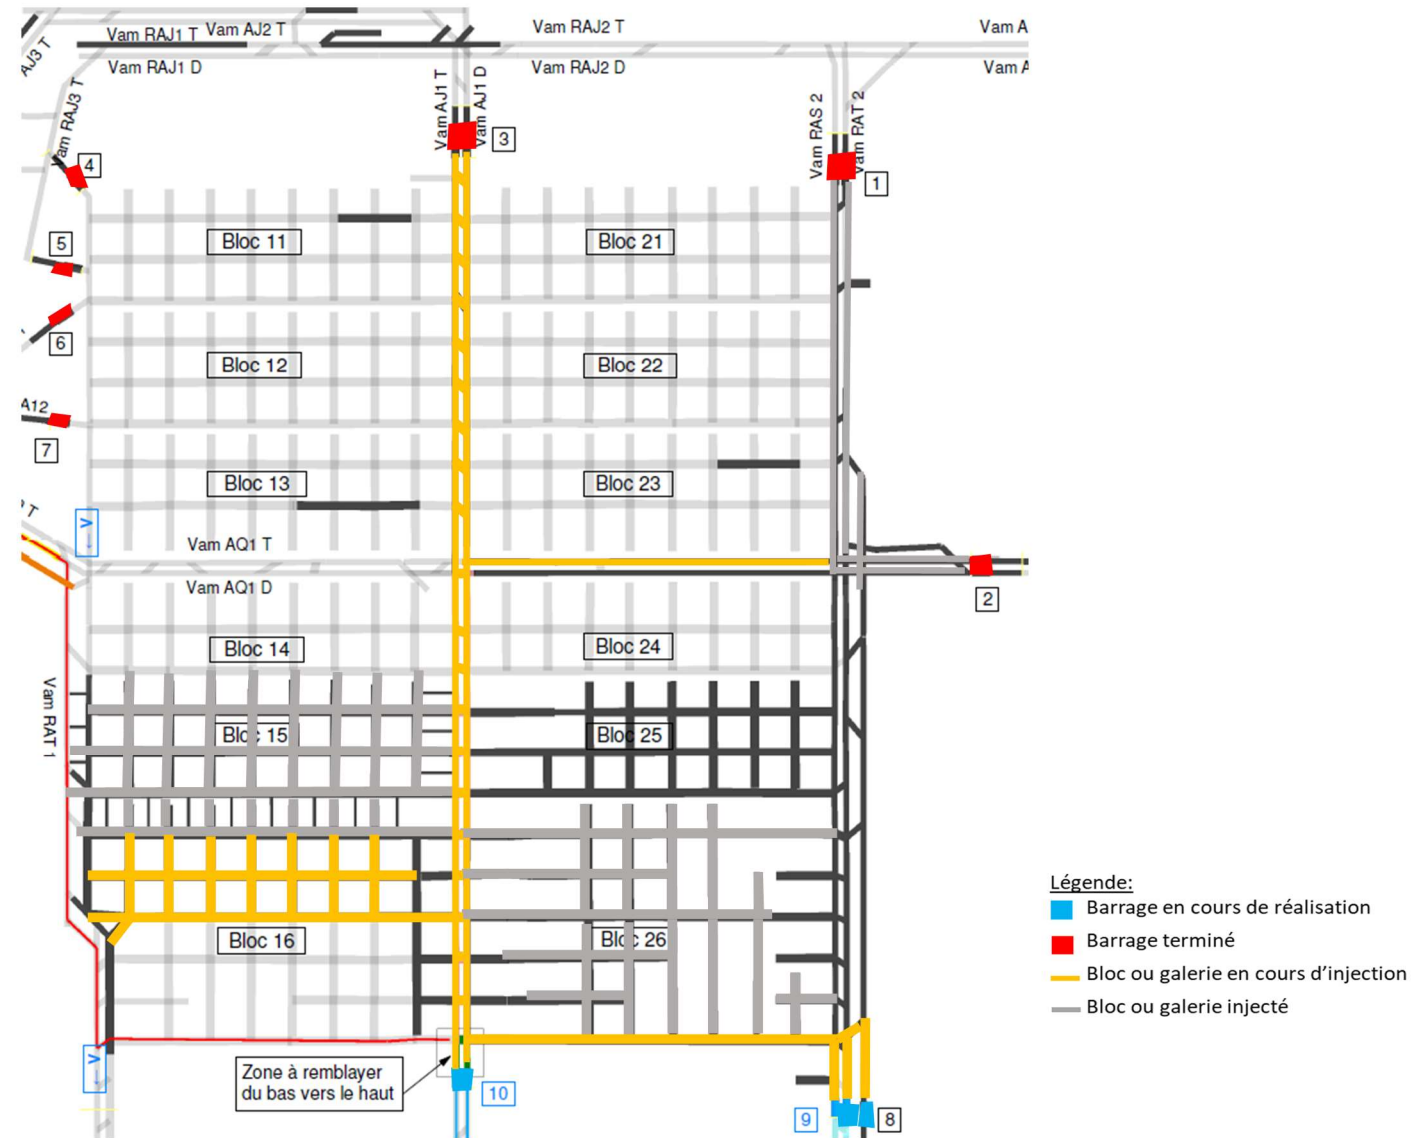 Vam RAJ1 T
Vam AJ2 T
Vam RAJ2 T
Vam A
AJ3 T
Vam RAJ1 D
Vam RAJ2 D
Vam A
Vam RAJ3 T
Vam AJ1 T
Vam AJ1 D
Vam RAS 2
Vam RAT 2
3
4
1
5
Bloc 11
Bloc 21
6
Bloc 12
Bloc 22
A12
7
Bloc 13
Bloc 23
T
V
Vam AQ1 T
Vam AQ1 D
2
Bloc 14
Bloc 24
Vam RAT 1
Bloc 15
Bloc 25
Bloc 16
Bloc 26
V
Zone à remblayer
du bas vers le haut
10
9
8
Légende:
Barrage en cours de réalisation
Barrage terminé
Bloc ou galerie en cours d’injection
Bloc ou galerie injecté